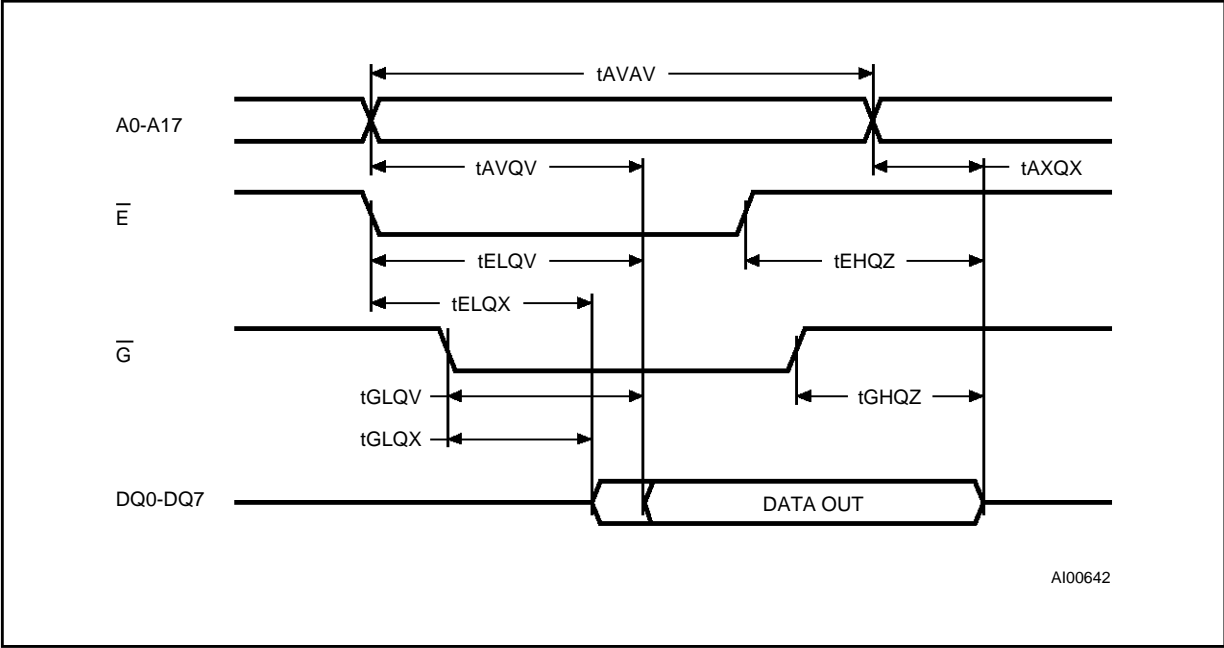 tAVAV
A0-A17
tAVQV
tAXQX
E̅
tELQV
tEHQZ
tELQX
G̅
tGLQV
tGHQZ
tGLQX
DQ0-DQ7
DATA OUT
AI00642